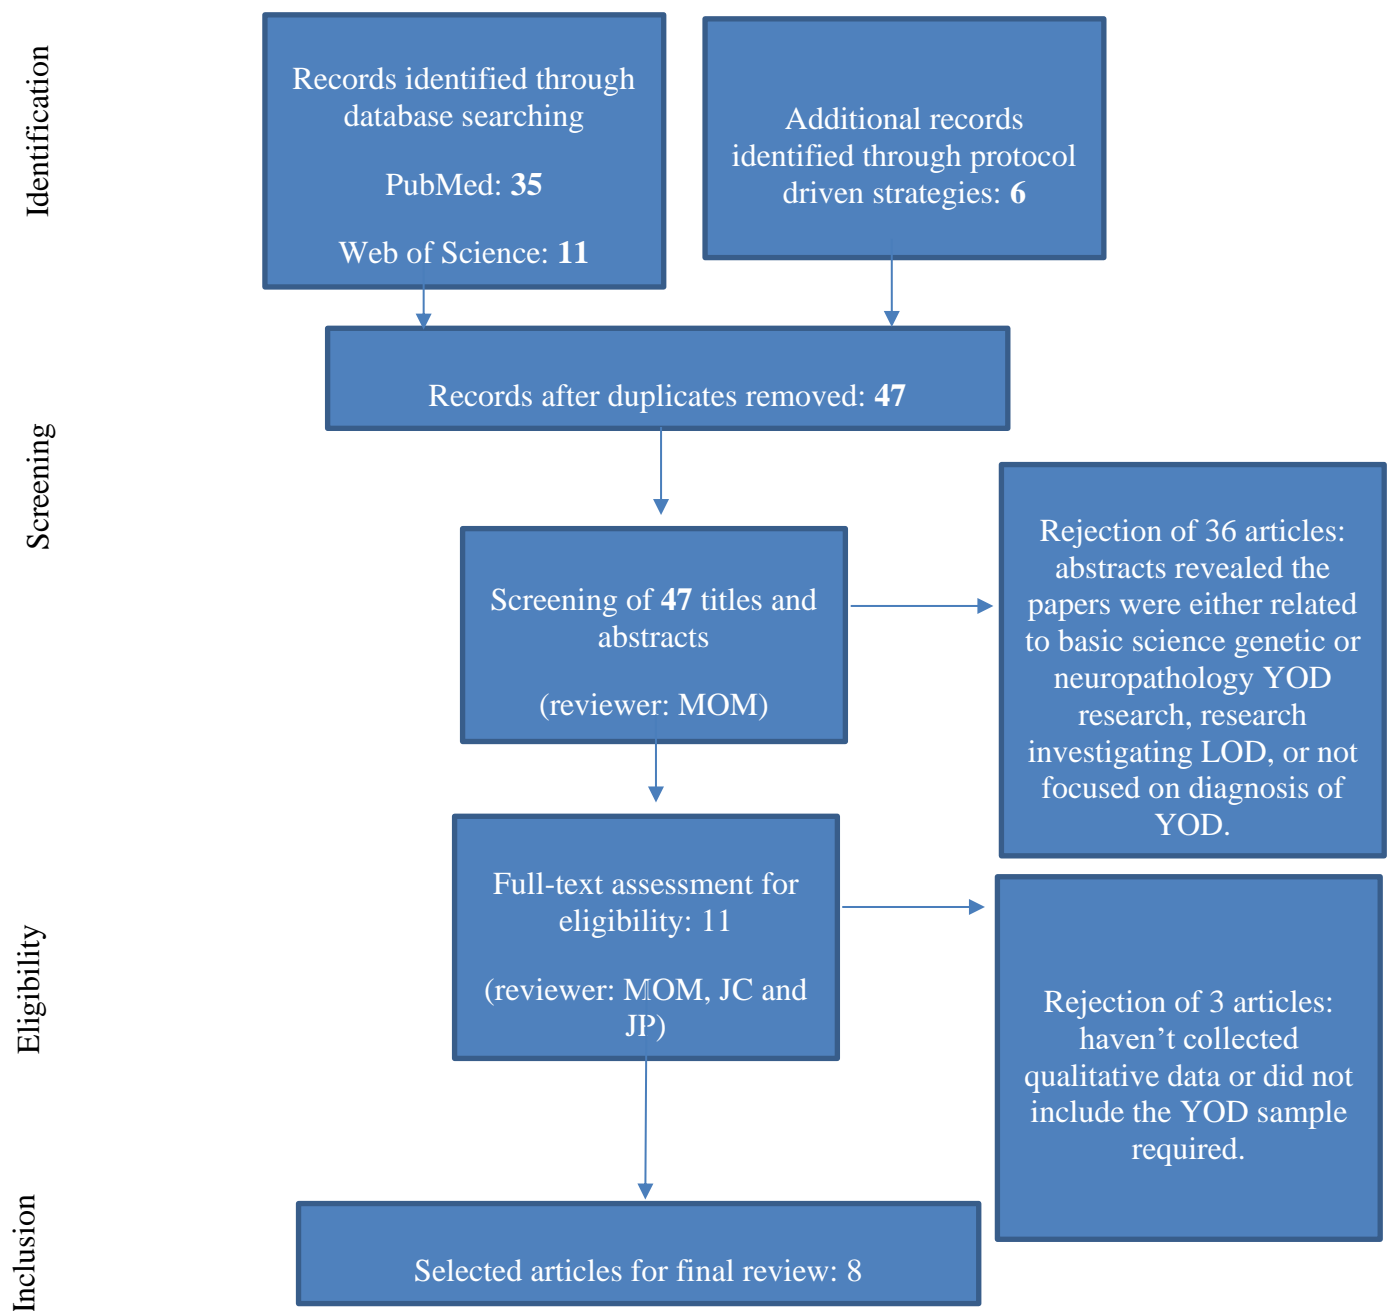 Identification
Records identified through
database searching
PubMed: 35
Web of Science: 11
Additional records
identified through protocol
driven strategies: 6
Records after duplicates removed: 47
Screening
Screening of 47 titles and
abstracts
(reviewer: MOM)
Rejection of 36 articles:
abstracts revealed the
papers were either related
to basic science genetic or
neuropathology YOD
research, research
investigating LOD, or not
focused on diagnosis of
YOD.
Eligibility
Full-text assessment for
eligibility: 11
(reviewer: MOM, JC and
JP)
Rejection of 3 articles:
haven’t collected
qualitative data or did not
include the YOD sample
required.
Inclusion
Selected articles for final review: 8